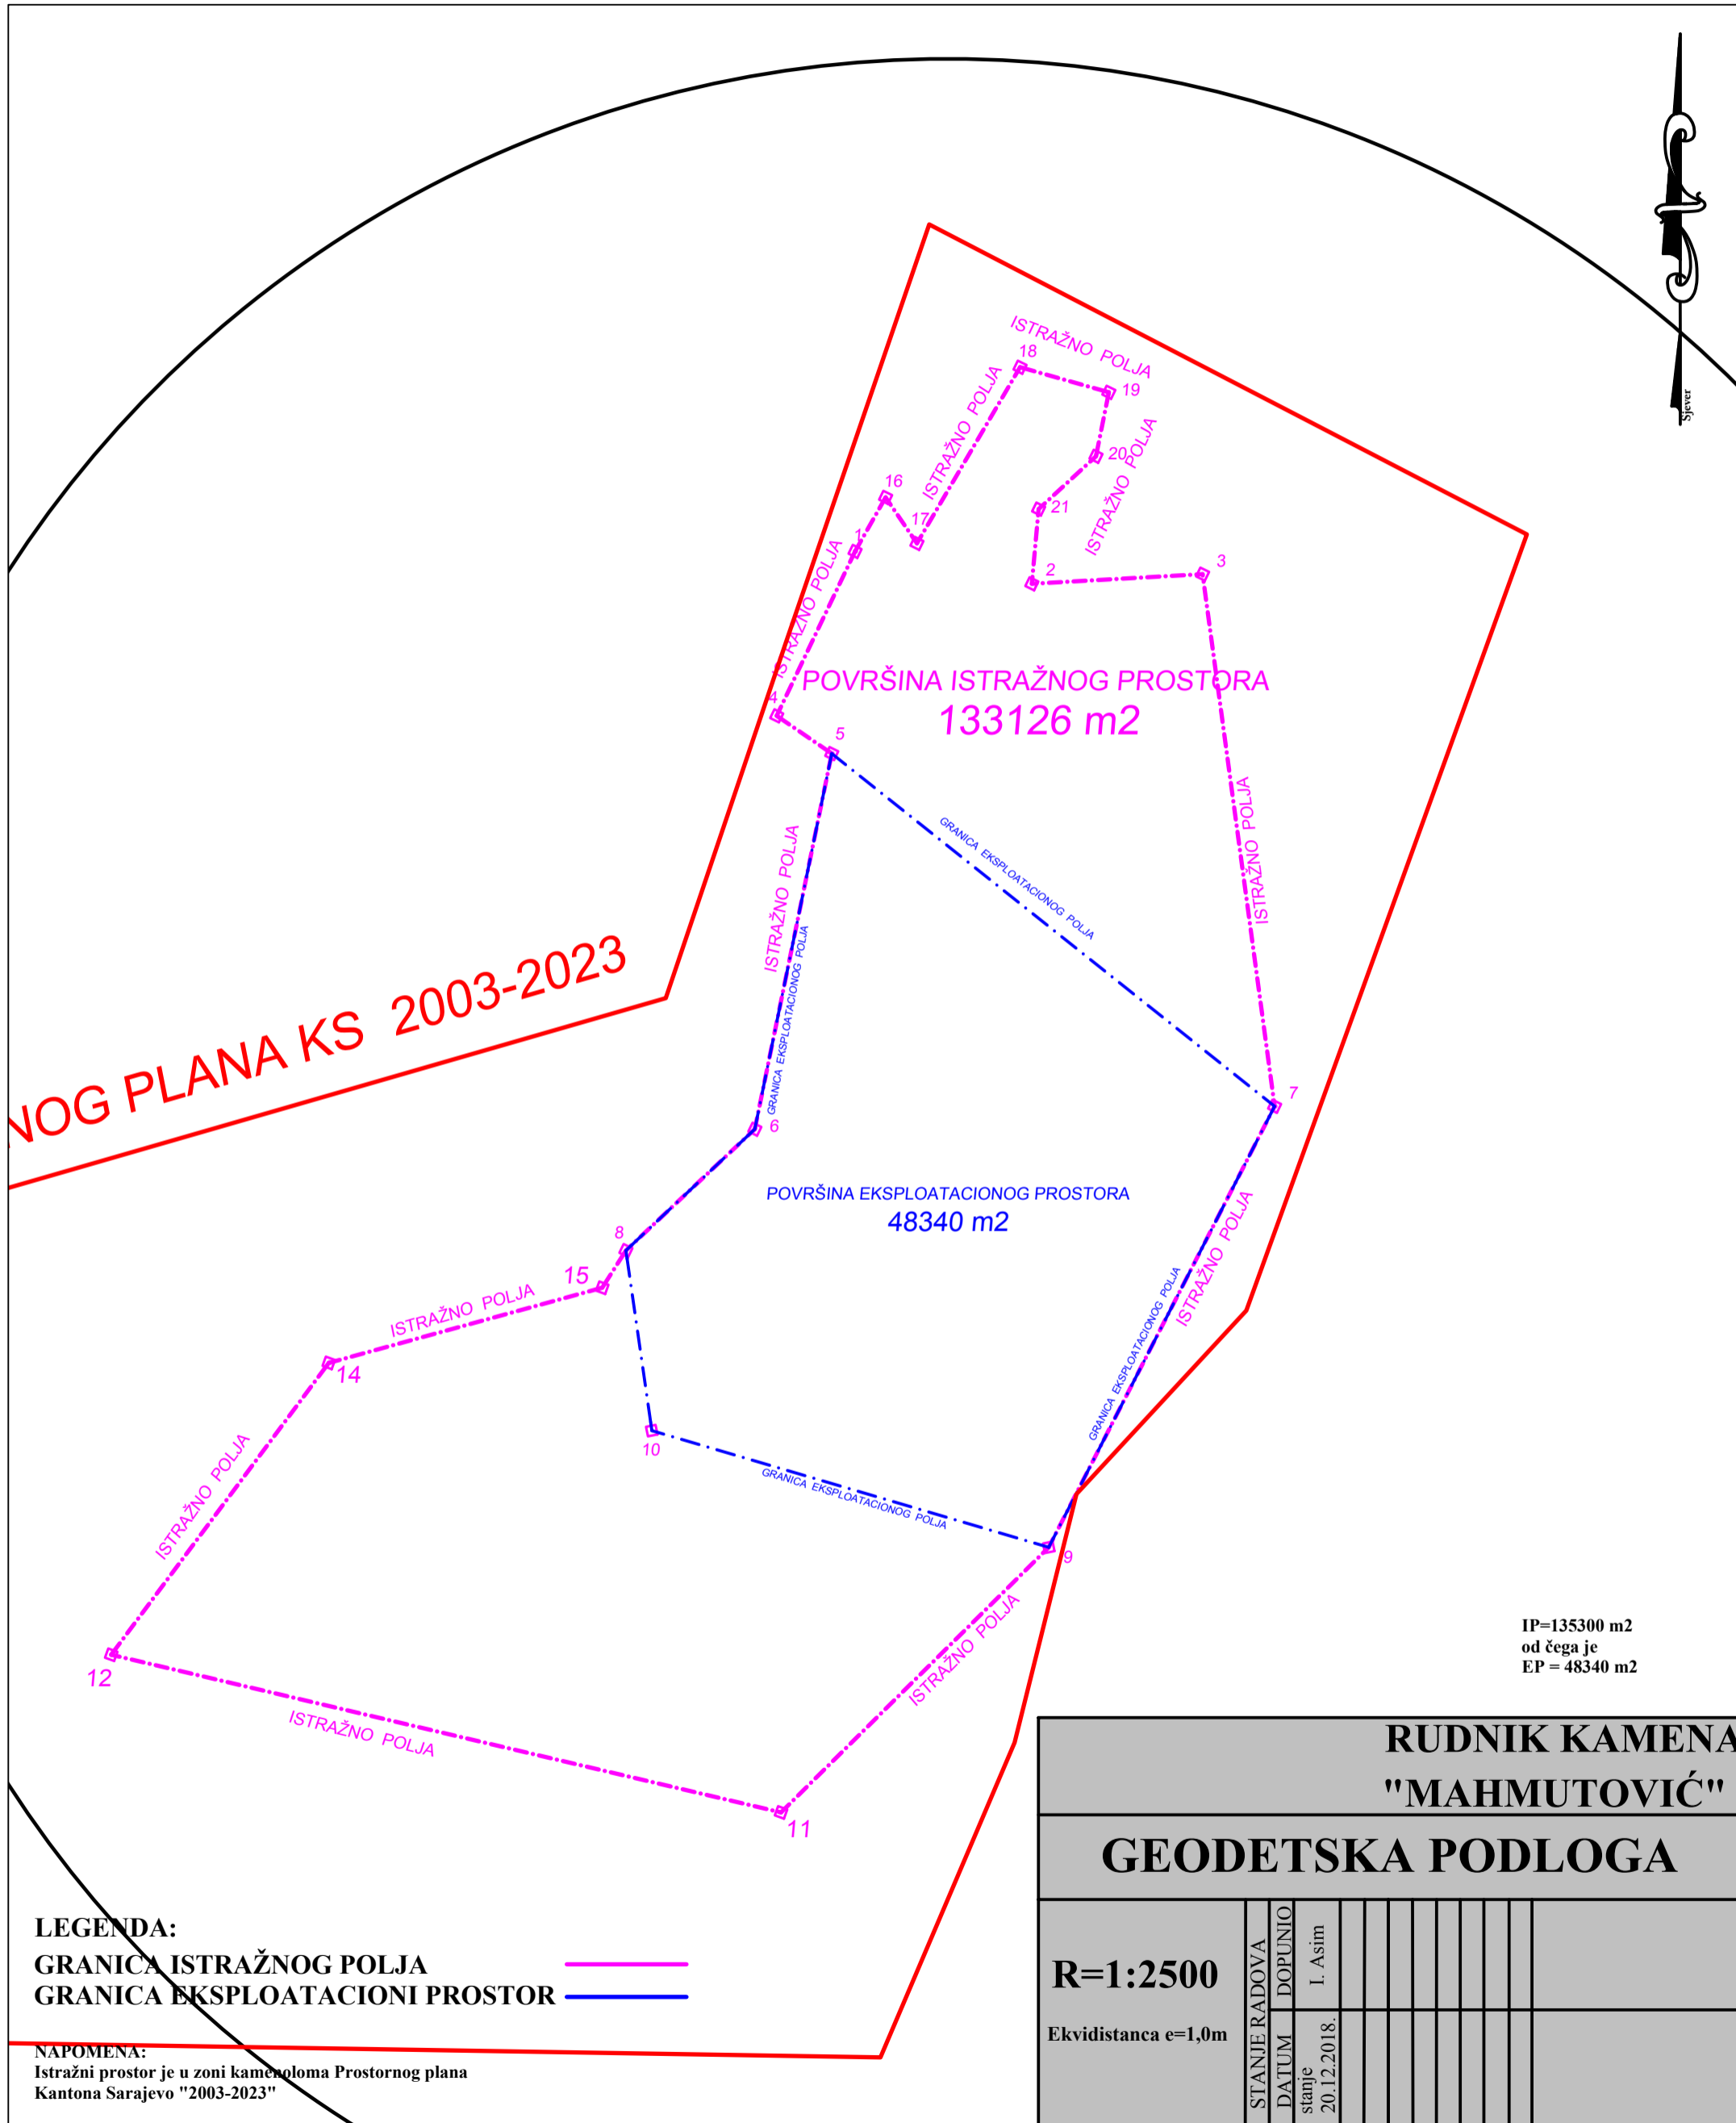 Sjever
ISTRAŽNO POLJA
18
19
ISTRAŽNO POLJA
20
ISTRAŽNO POLJA
16
17
21
1
ISTRAŽNO POLJA
2
3
POVRŠINA ISTRAŽNOG PROSTORA
133126 m2
4
5
ISTRAŽNO POLJA
GRANICA EKSPLOATACIONOG POLJA
ISTRAŽNO POLJA
GRANICA EKSPLOATACIONOG POLJA
NOG PLANA KS 2003-2023
7
6
POVRŠINA EKSPLOATACIONOG PROSTORA
48340 m2
ISTRAŽNO POLJA
GRANICA EKSPLOATACIONOG POLJA
8
15
ISTRAŽNO POLJA
14
10
GRANICA EKSPLOATACIONOG POLJA
9
ISTRAŽNO POLJA
ISTRAŽNO POLJA
12
ISTRAŽNO POLJA
11
IP=135300 m2
od čega je
EP = 48340 m2
RUDNIK KAMENA
"MAHMUTOVIĆ"
GEODETSKA PODLOGA
R=1:2500
Ekvidistanca e=1,0m
STANJE RADOVA
DATUM
DOPUNIO
stanje
20.12.2018.
I. Asim
LEGENDA:
GRANICA ISTRAŽNOG POLJA
GRANICA EKSPLOATACIONI PROSTOR
NAPOMENA:
Istražni prostor je u zoni kamenoloma Prostornog plana
Kantona Sarajevo "2003-2023"